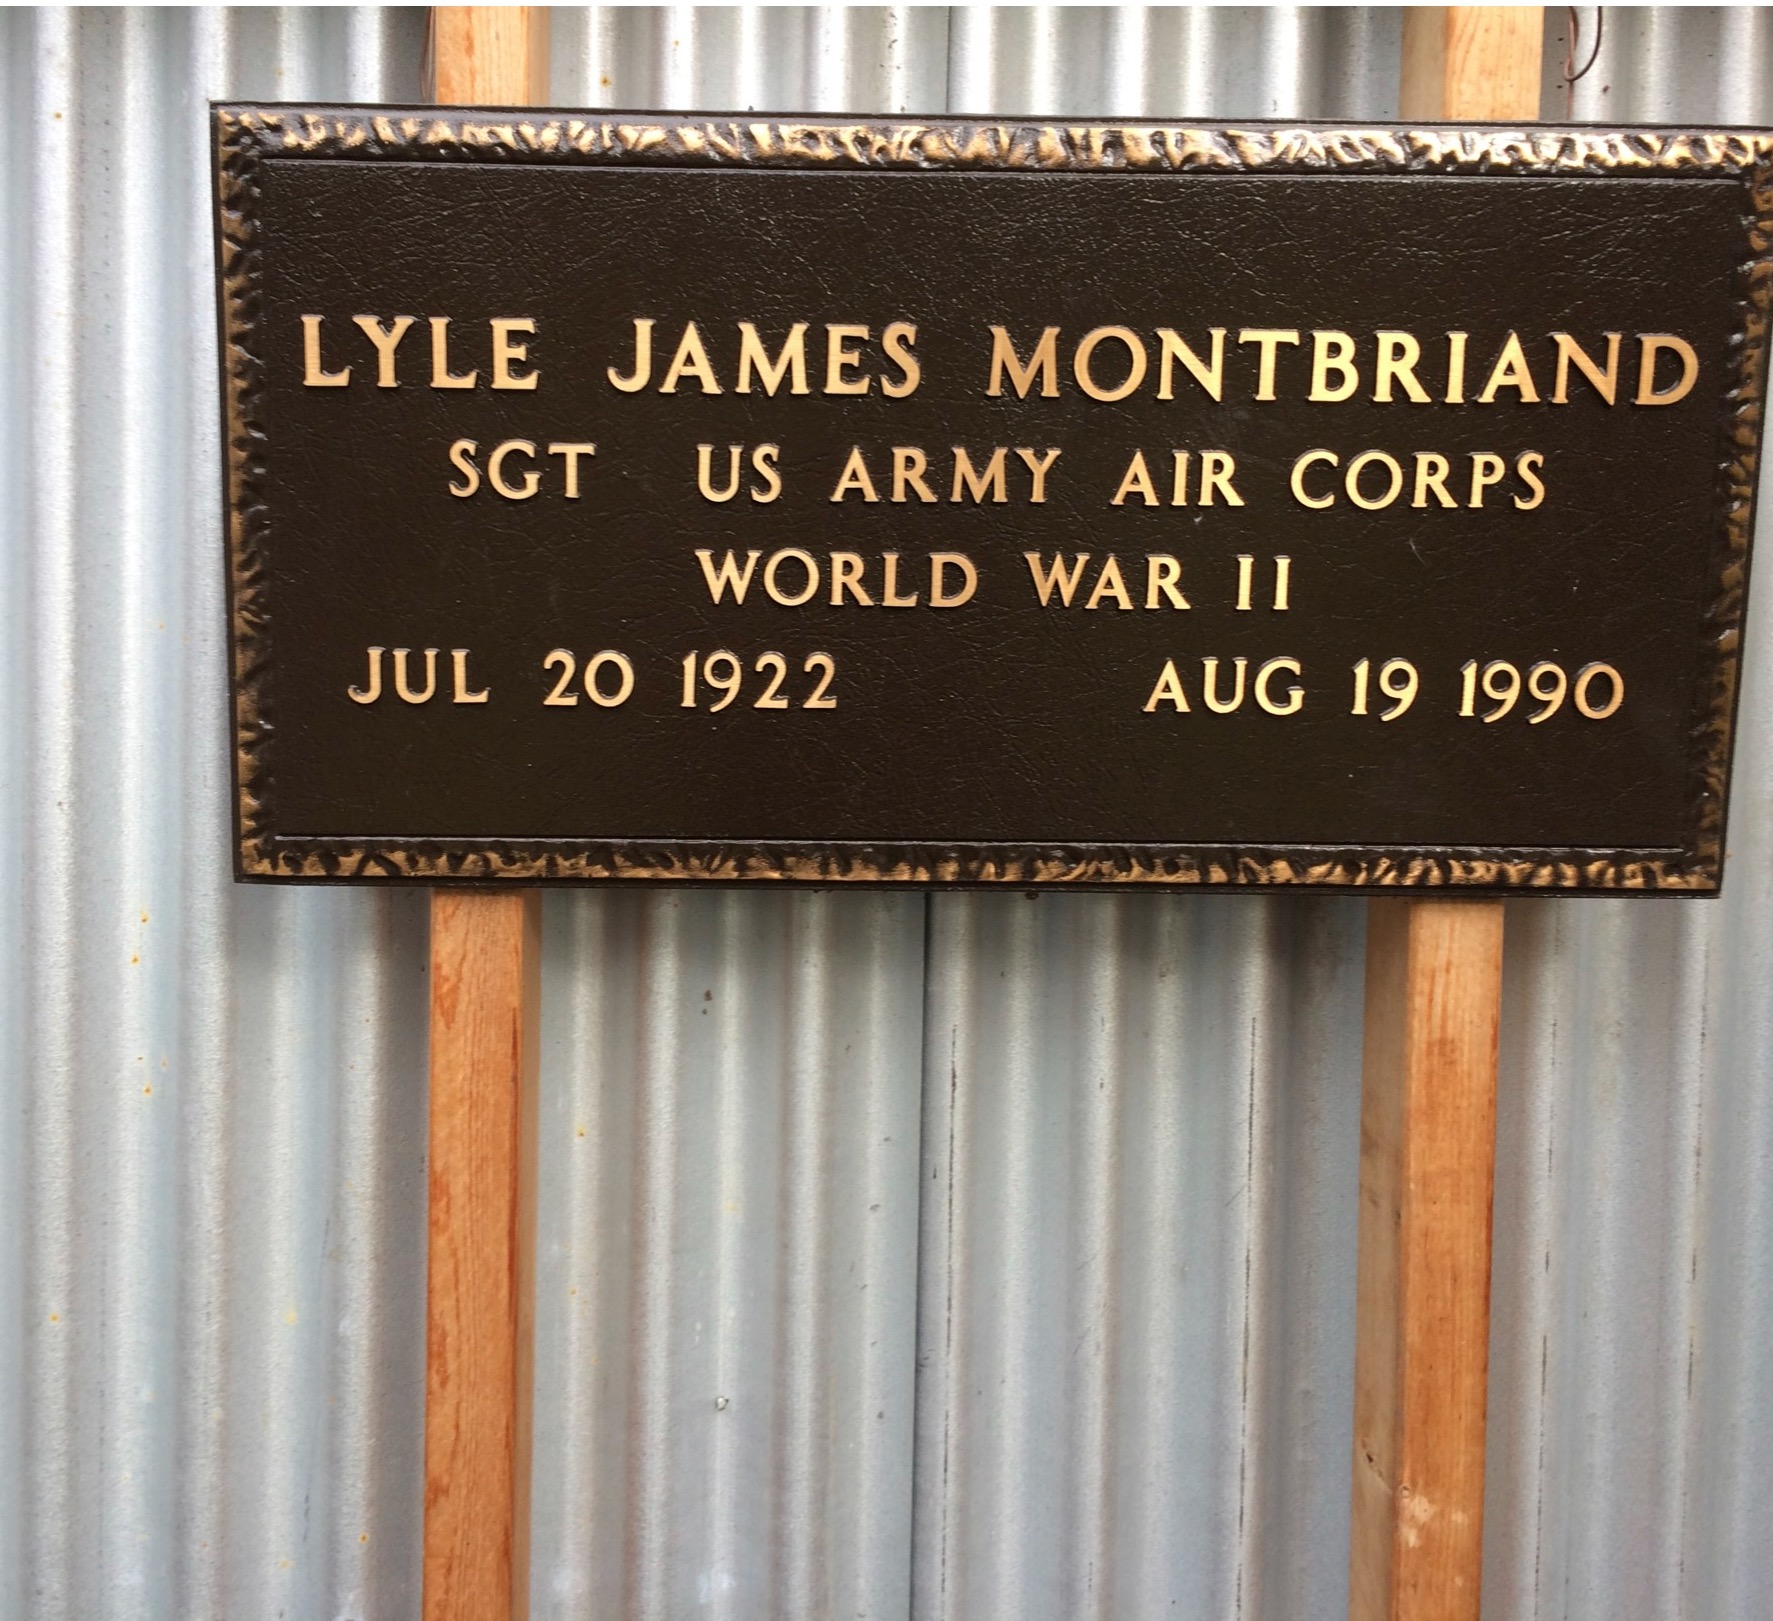 LYLE JAMES MONTBRIAND
SGT US ARMY AIR CORPS
WORLD WAR II
JUL 20 1922 AUG 19 1990